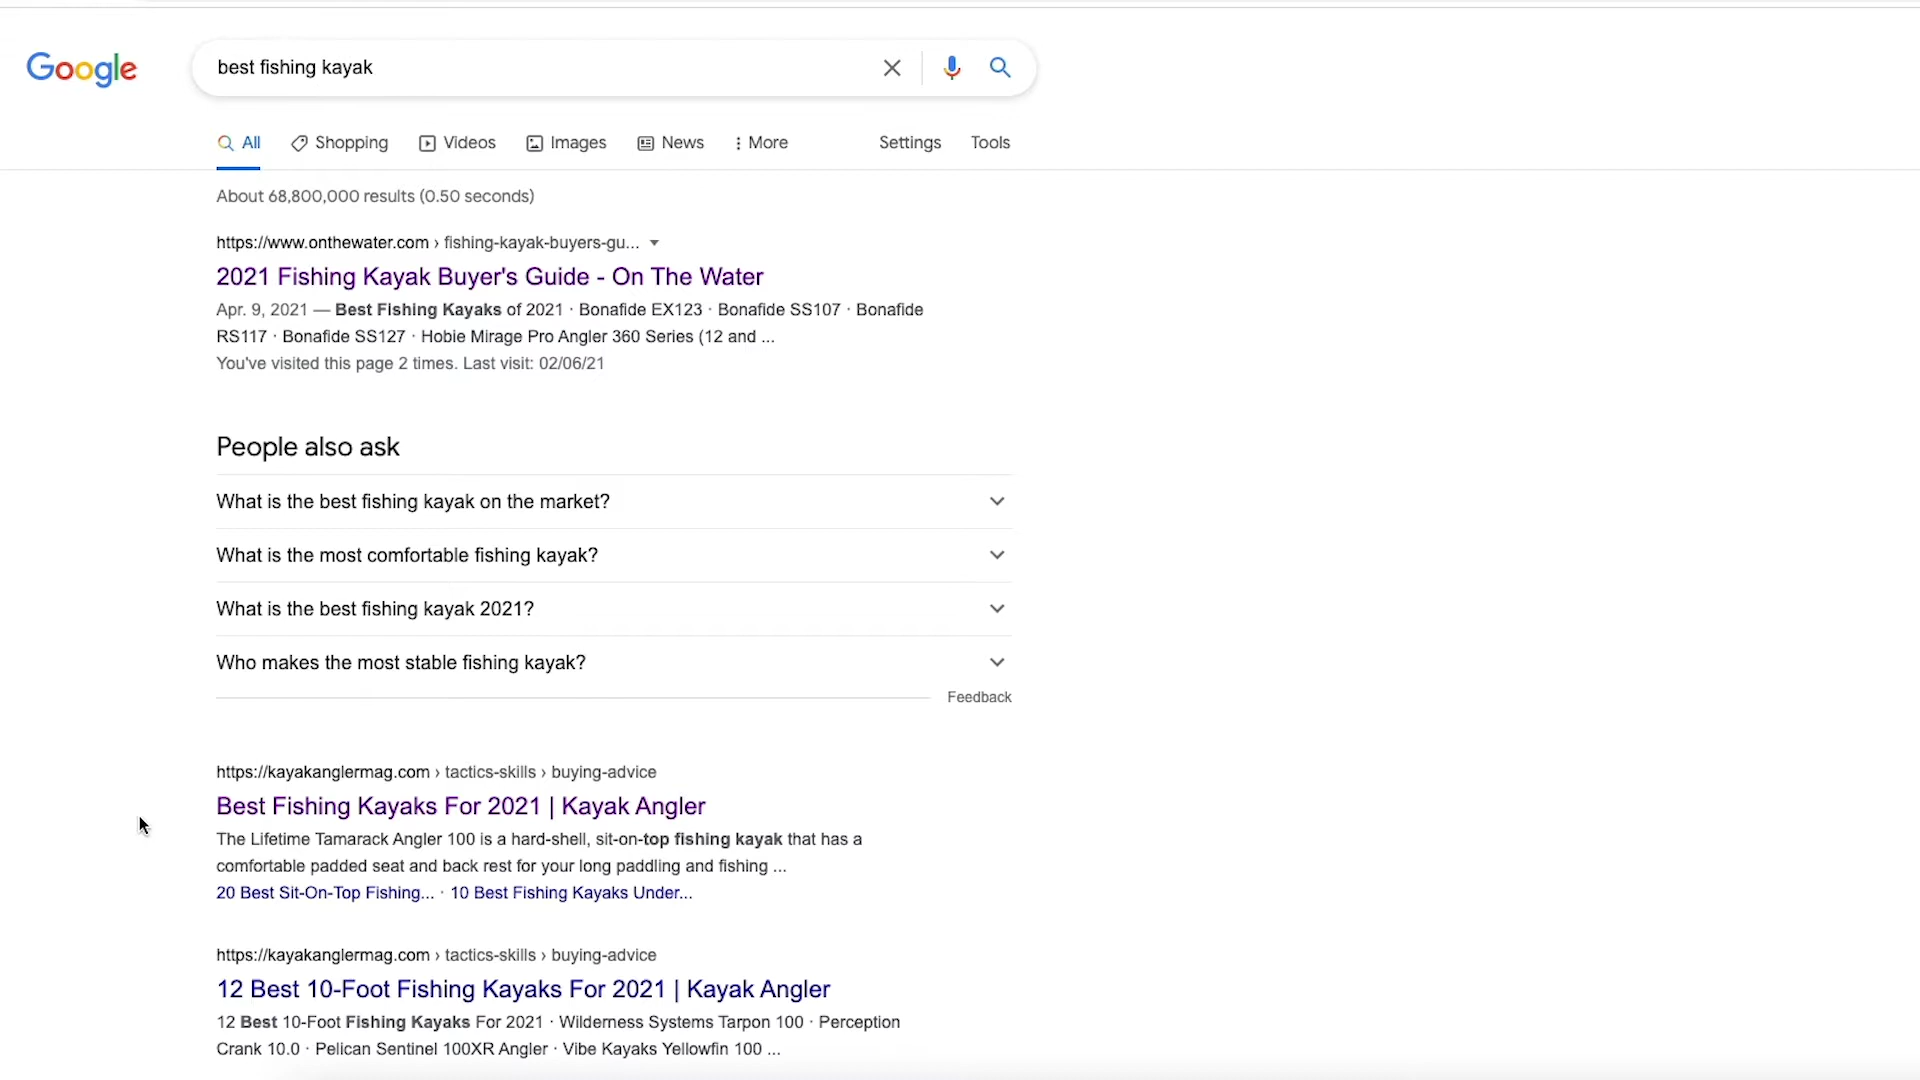 Google
best fishing kayak
All Shopping Videos Images News More Settings Tools
About 68,800,000 results (0.50 seconds)
https://www.onthewater.com › fishing-kayak-buyers-gu...
2021 Fishing Kayak Buyer's Guide - On The Water
Apr. 9, 2021 — Best Fishing Kayaks of 2021 · Bonafide EX123 · Bonafide SS107 · Bonafide
RS117 · Bonafide SS127 · Hobie Mirage Pro Angler 360 Series (12 and ...
You've visited this page 2 times. Last visit: 02/06/21
People also ask
What is the best fishing kayak on the market?
What is the most comfortable fishing kayak?
What is the best fishing kayak 2021?
Who makes the most stable fishing kayak?
Feedback
https://kayakanglermag.com › tactics-skills › buying-advice
Best Fishing Kayaks For 2021 | Kayak Angler
The Lifetime Tamarack Angler 100 is a hard-shell, sit-on-top fishing kayak that has a
comfortable padded seat and back rest for your long paddling and fishing ...
20 Best Sit-On-Top Fishing... · 10 Best Fishing Kayaks Under...
https://kayakanglermag.com › tactics-skills › buying-advice
12 Best 10-Foot Fishing Kayaks For 2021 | Kayak Angler
12 Best 10-Foot Fishing Kayaks For 2021 · Wilderness Systems Tarpon 100 · Perception
Crank 10.0 · Pelican Sentinel 100XR Angler · Vibe Kayaks Yellowfin 100 ...